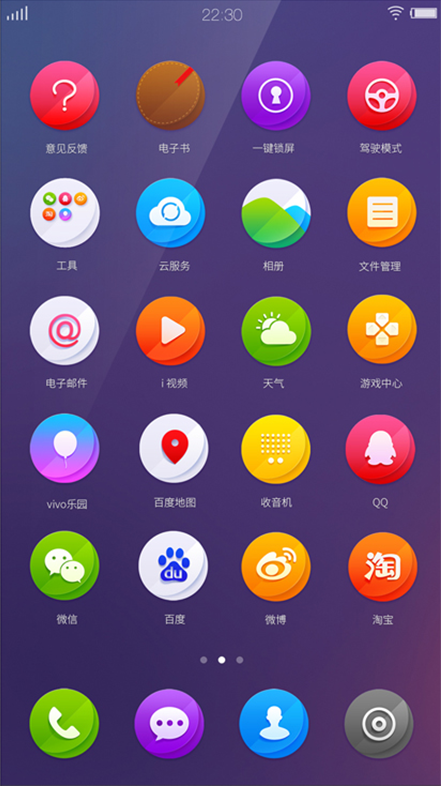 22:30
意见反馈 电子书 一键锁屏 驾驶模式
工具 云服务 相册 文件管理
@
电子邮件 i 视频 天气 游戏中心
vivo乐园 百度地图 收音机 QQ
du 淘
微信 百度 微博 淘宝